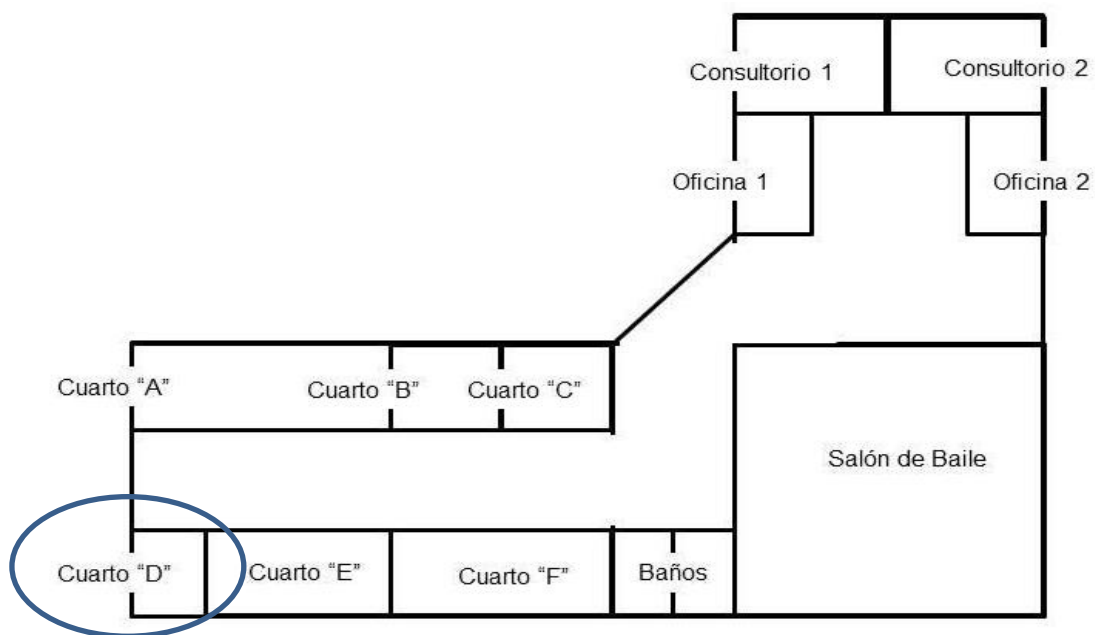 Consultorio 1
Consultorio 2
Oficina 1
Oficina 2
Cuarto “A”
Cuarto “B”
Cuarto “C”
Salón de Baile
Cuarto “D”
Cuarto “E”
Cuarto “F”
Baños